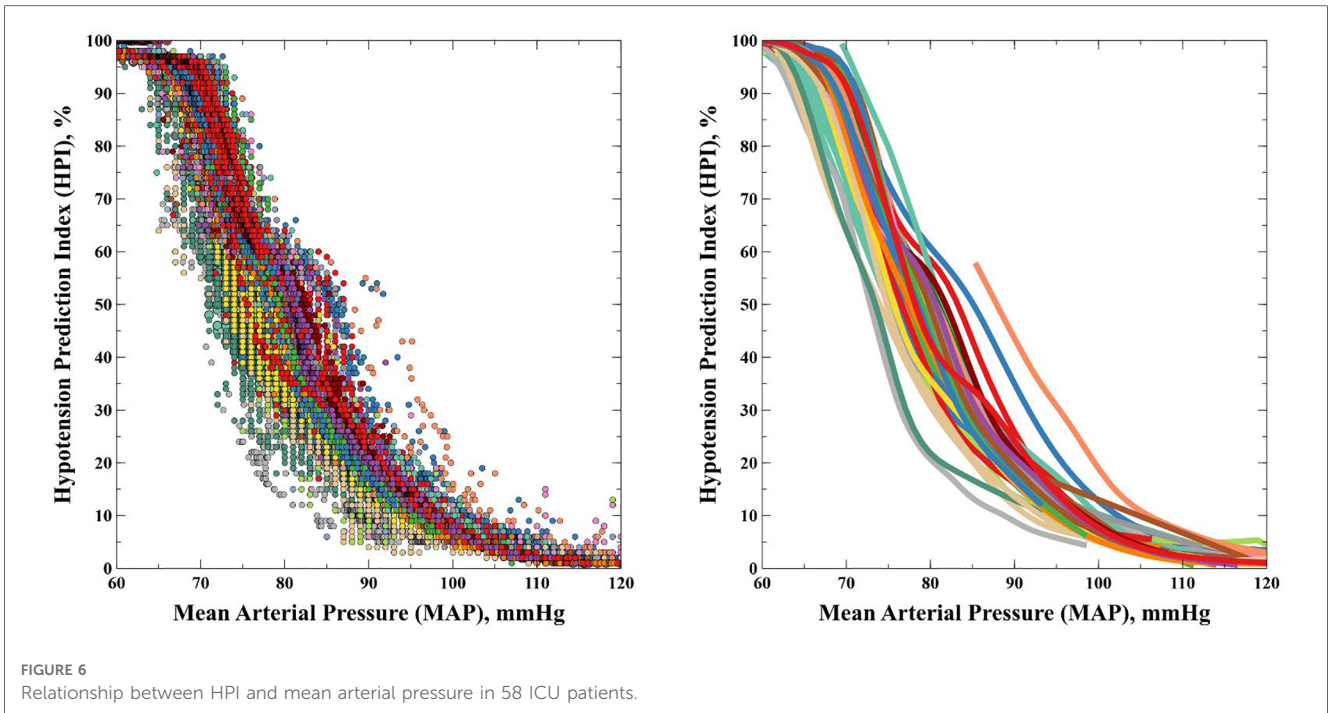 100
90
80
70
60
50
40
30
20
10
0
60 70 80 90 100 110 120
Hypotension Prediction Index (HPI), %
Mean Arterial Pressure (MAP), mmHg
100
90
80
70
60
50
40
30
20
10
0
60 70 80 90 100 110 120
Hypotension Prediction Index (HPI), %
Mean Arterial Pressure (MAP), mmHg
FIGURE 6
Relationship between HPI and mean arterial pressure in 58 ICU patients.